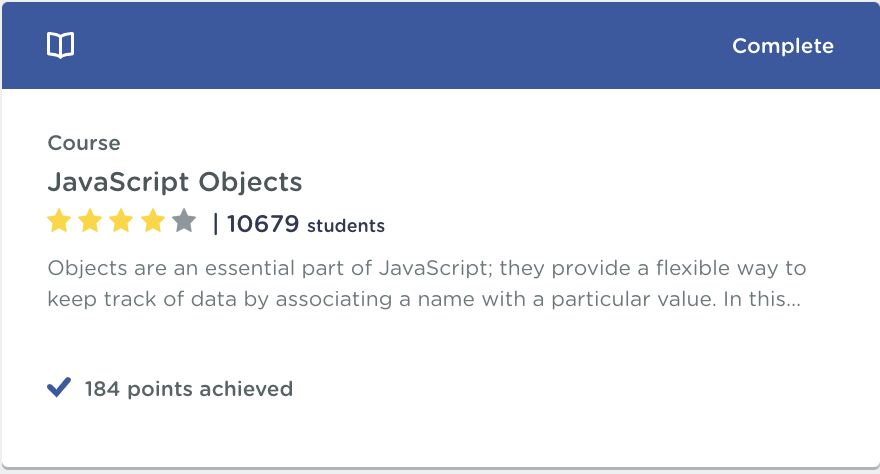 Complete
Course
JavaScript Objects
| 10679 students
Objects are an essential part of JavaScript; they provide a flexible way to
keep track of data by associating a name with a particular value. In this...
184 points achieved